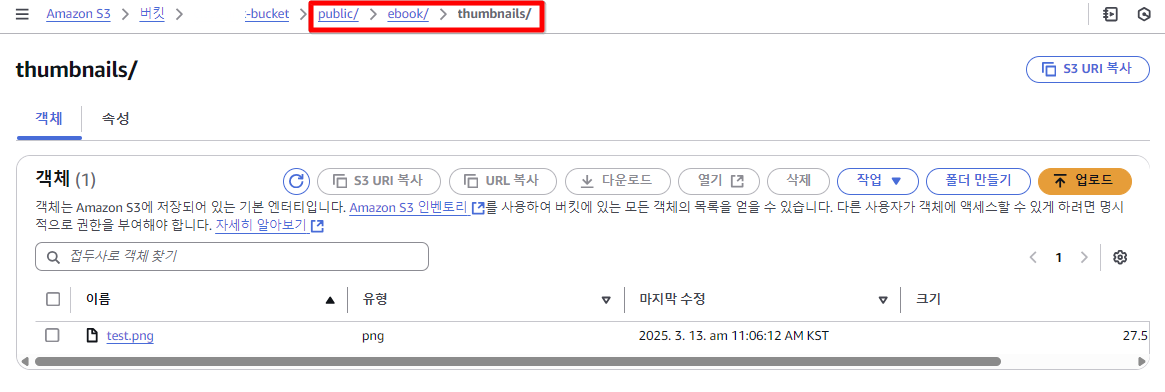 Amazon S3 > 버킷 > :-bucket > public/ > ebook/ > thumbnails/
thumbnails/
S3 URI 복사
객체 속성
객체 (1)
S3 URI 복사 URL 복사 다운로드 열기 삭제 작업 폴더 만들기 업로드
객체는 Amazon S3에 저장되어 있는 기본 엔터티입니다. Amazon S3 인벤토리를 사용하여 버킷에 있는 모든 객체의 목록을 얻을 수 있습니다. 다른 사용자가 객체에 액세스할 수 있게 하려면 명시
적으로 권한을 부여해야 합니다. 자세히 알아보기
접두사로 객체 찾기
1
이름 유형 마지막 수정 크기
test.png png 2025. 3. 13. am 11:06:12 AM KST 27.5